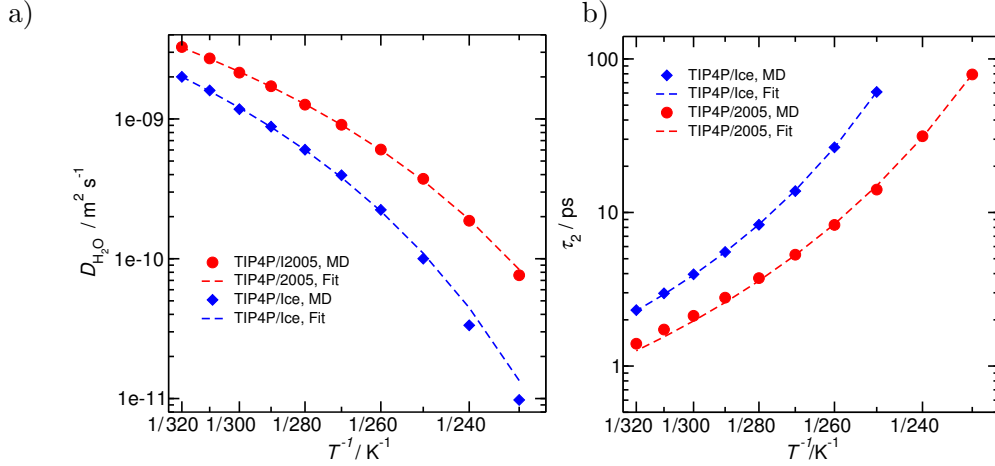 a)
1e-09
1e-10
1e-11
D_H₂O / m² s⁻¹
TIP4P/I2005, MD
TIP4P/2005, Fit
TIP4P/Ice, MD
TIP4P/Ice, Fit
1/320 1/300 1/280 1/260 1/240
T⁻¹/ K⁻¹
b)
100
10
1
τ₂ / ps
TIP4P/Ice, MD
TIP4P/Ice, Fit
TIP4P/2005, MD
TIP4P/2005, Fit
1/320 1/300 1/280 1/260 1/240
T⁻¹/ K⁻¹